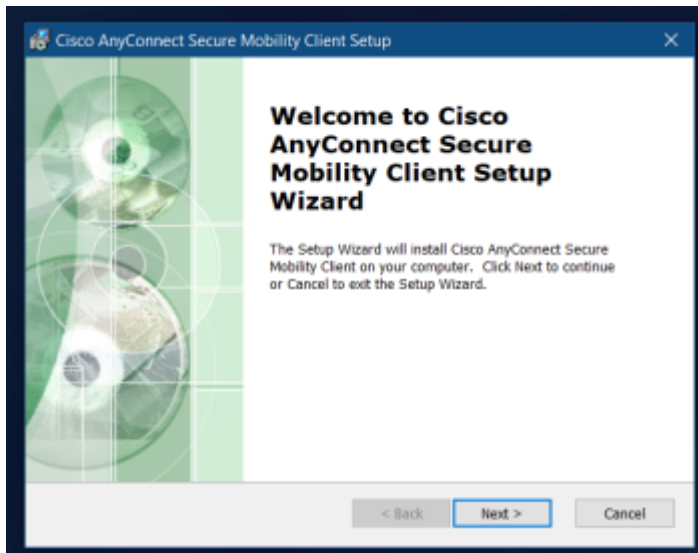 Cisco AnyConnect Secure Mobility Client Setup
Welcome to Cisco
AnyConnect Secure
Mobility Client Setup
Wizard
The Setup Wizard will install Cisco AnyConnect Secure
Mobility Client on your computer. Click Next to continue
or Cancel to exit the Setup Wizard.
< Back
Next >
Cancel